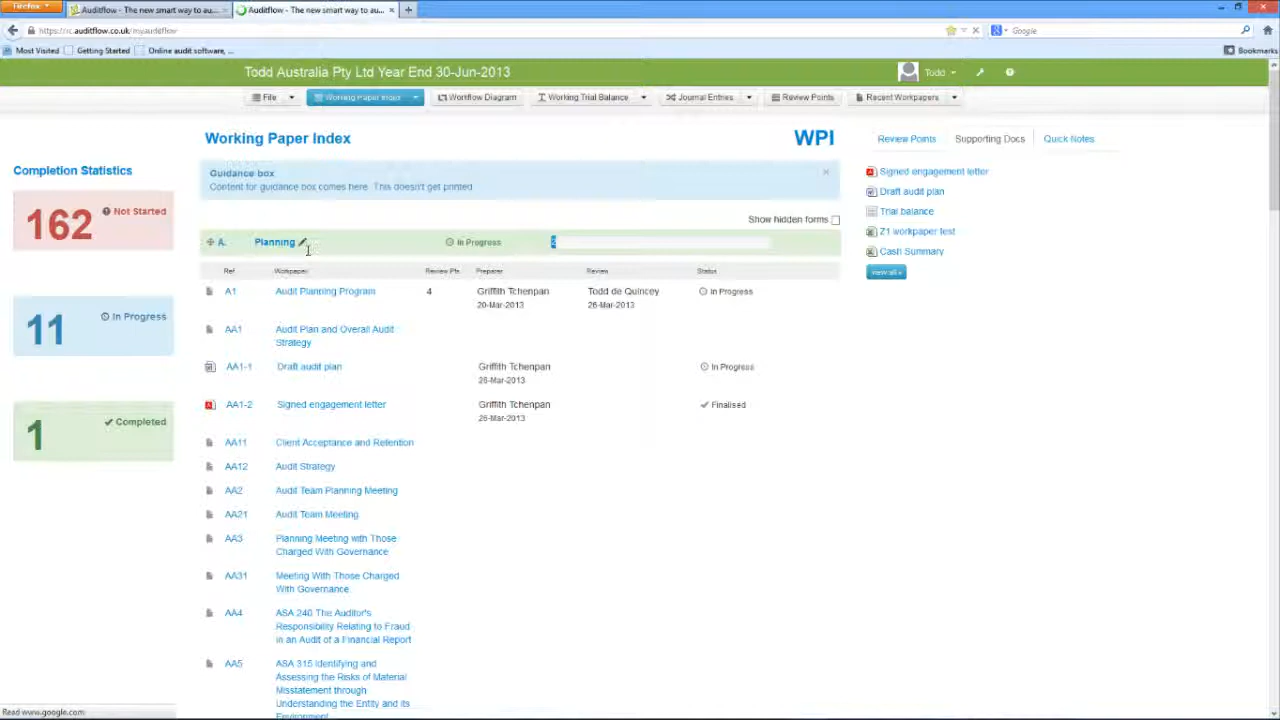 Firefox
Auditflow - The new smart way to au...
Auditflow - The new smart way to au...
auditflow.co.uk/myauditflow
Google
Most Visited
Getting Started
Online audit software, ...
Bookmarks
Todd Australia Pty Ltd Year End 30-Jun-2013
Todd
File
Working Paper Index
Workflow Diagram
Working Trial Balance
Journal Entries
Review Points
Recent Workpapers
Working Paper Index
WPI
Review Points
Supporting Docs
Quick Notes
Completion Statistics
162 Not Started
11 In Progress
1 Completed
Guidance box
Content for guidance box comes here. This doesn't get printed
Show hidden forms
A. Planning In Progress
Ref Workpaper Review Pts. Preparer Review Status
A1 Audit Planning Program 4 Griffith Tchenpan Todd de Quincey In Progress
20-Mar-2013 26-Mar-2013
AA1 Audit Plan and Overall Audit
Strategy
AA1-1 Draft audit plan Griffith Tchenpan In Progress
26-Mar-2013
AA1-2 Signed engagement letter Griffith Tchenpan Finalised
26-Mar-2013
AA11 Client Acceptance and Retention
AA12 Audit Strategy
AA2 Audit Team Planning Meeting
AA21 Audit Team Meeting
AA3 Planning Meeting with Those
Charged With Governance
AA31 Meeting With Those Charged
With Governance
AA4 ASA 240 The Auditor's
Responsibility Relating to Fraud
in an Audit of a Financial Report
AA5 ASA 315 Identifying and
Assessing the Risks of Material
Misstatement through
Understanding the Entity and its
Environment
Signed engagement letter
Draft audit plan
Trial balance
Z1 workpaper test
Cash Summary
view all
Read www.google.com